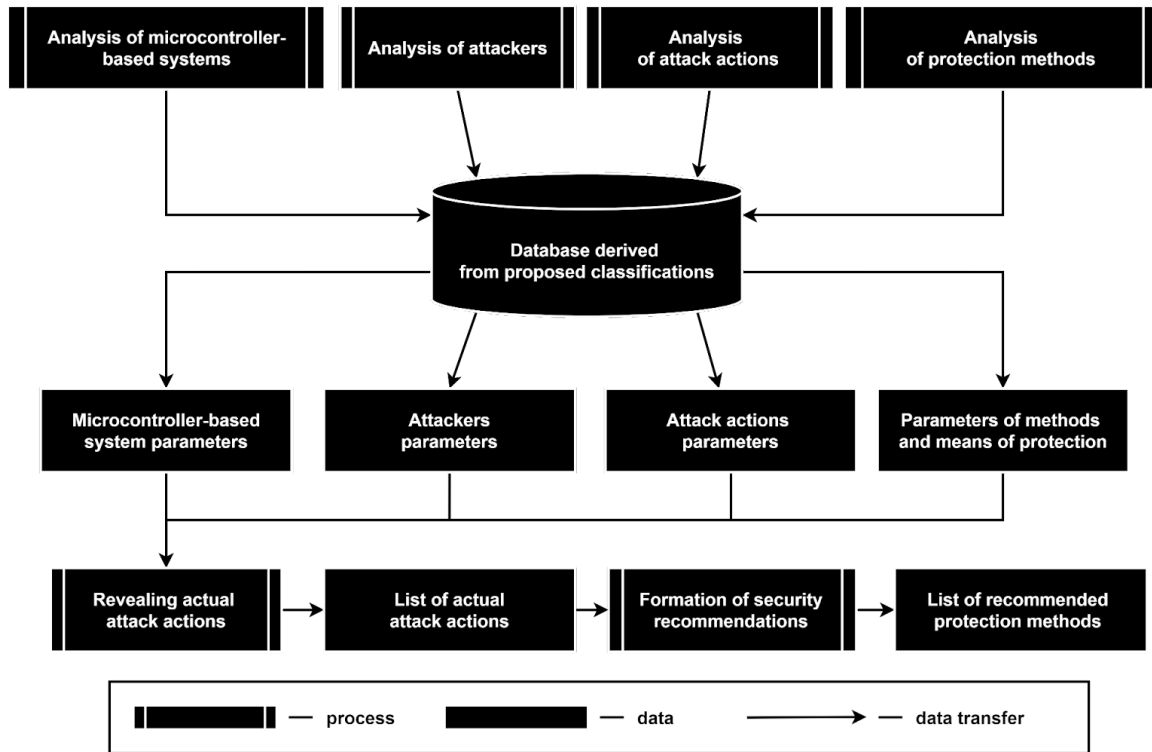 Analysis of microcontroller-
based systems
Analysis of attackers
Analysis
of attack actions
Analysis
of protection methods
Database derived
from proposed classifications
Microcontroller-based
system parameters
Attackers
parameters
Attack actions
parameters
Parameters of methods
and means of protection
Revealing actual
attack actions
List of actual
attack actions
Formation of security
recommendations
List of recommended
protection methods
— process
— data
— data transfer